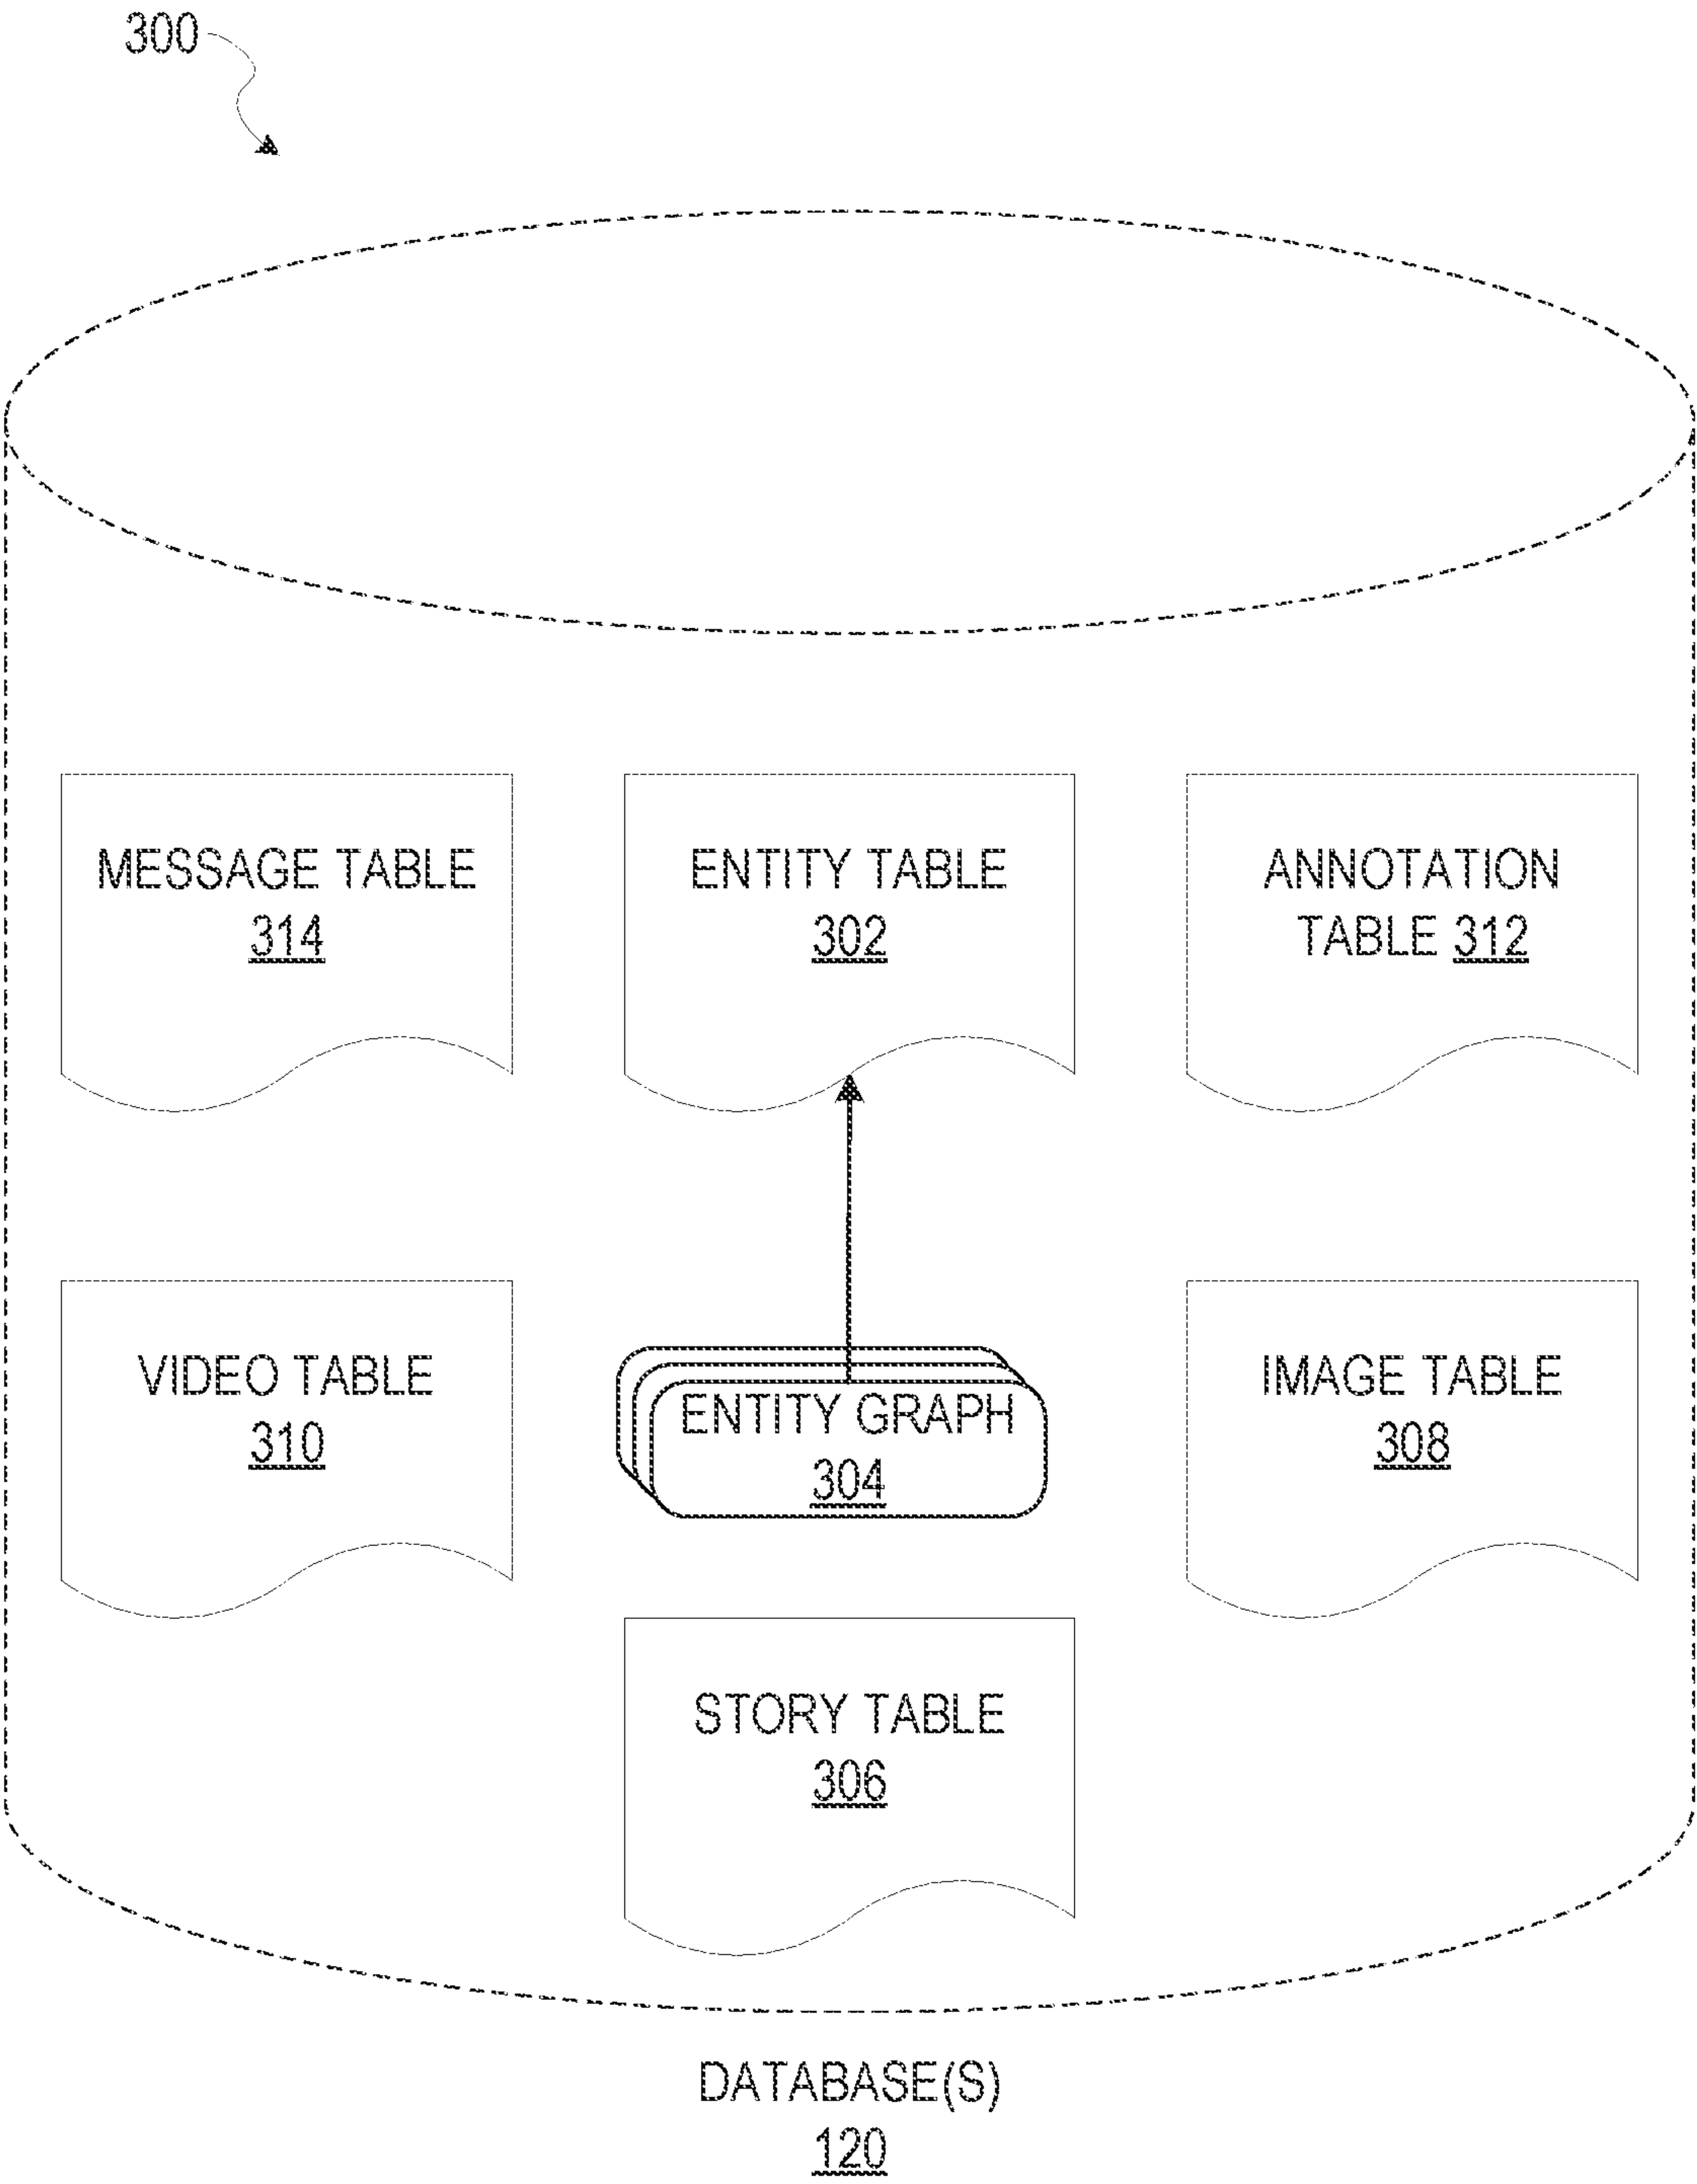 300
MESSAGE TABLE
314
ENTITY TABLE
302
ANNOTATION
TABLE 312
VIDEO TABLE
310
ENTITY GRAPH
304
IMAGE TABLE
308
STORY TABLE
306
DATABASE(S)
120